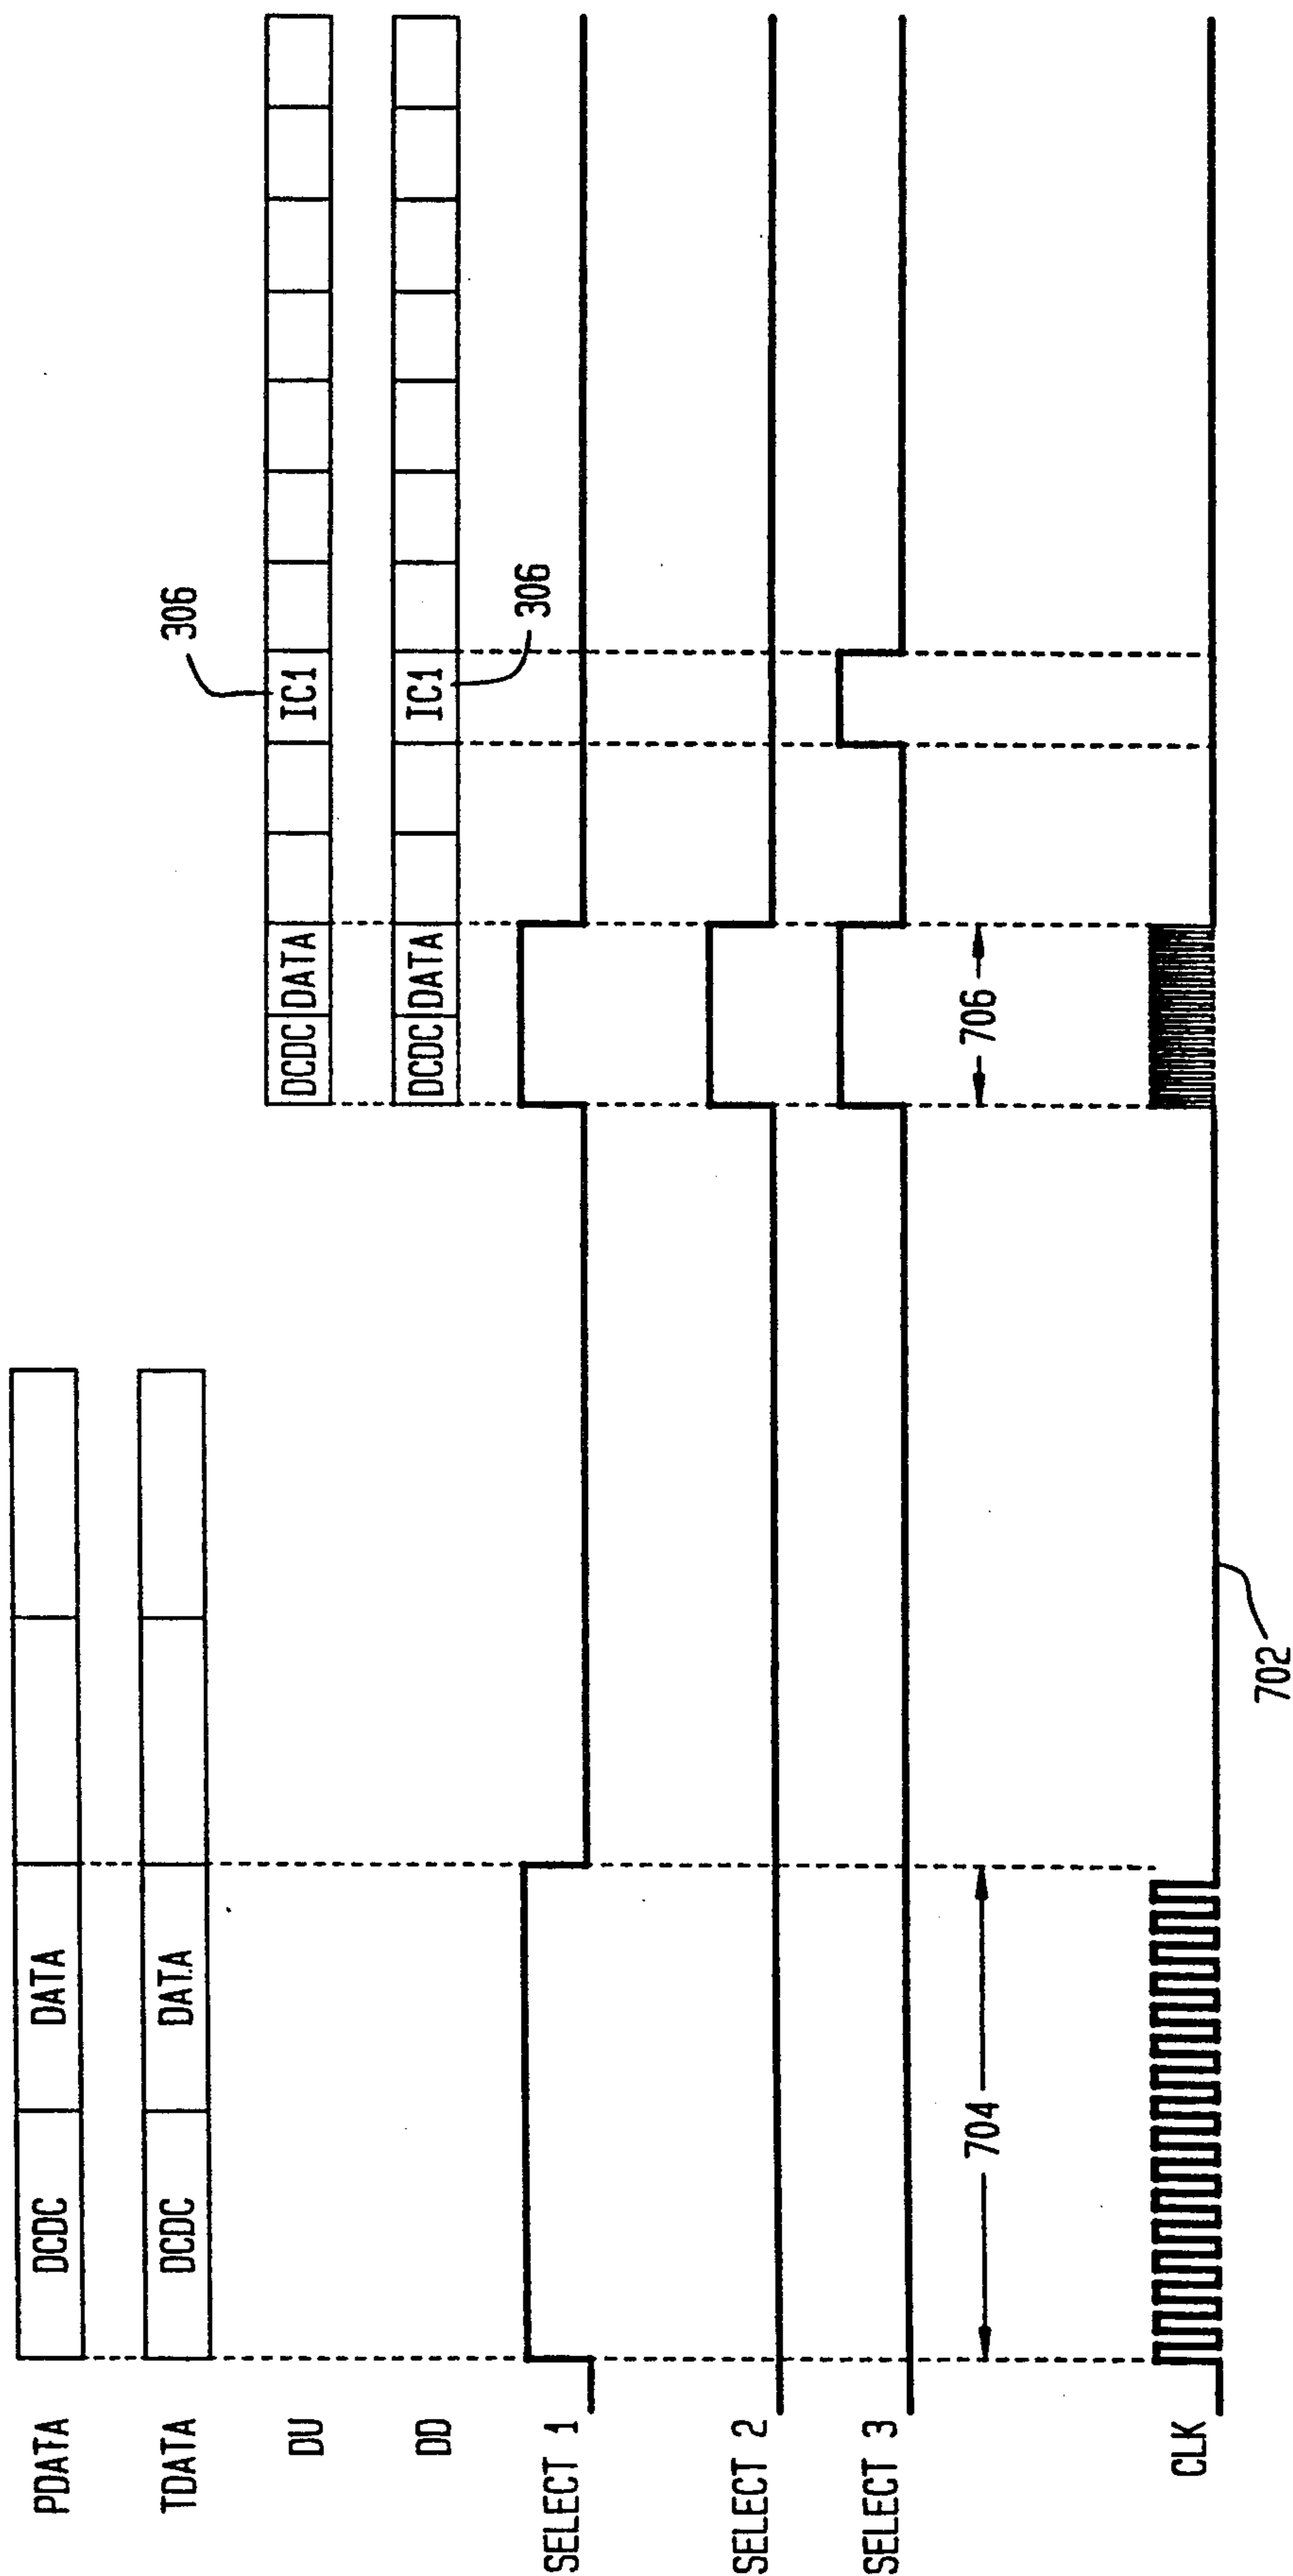 PDATA
DCDC DATA
TDATA
DCDC DATA
DU
DCDC DATA IC1
306
DD
DCDC DATA IC1
306
SELECT 1
SELECT 2
SELECT 3
704
706
CLK
702